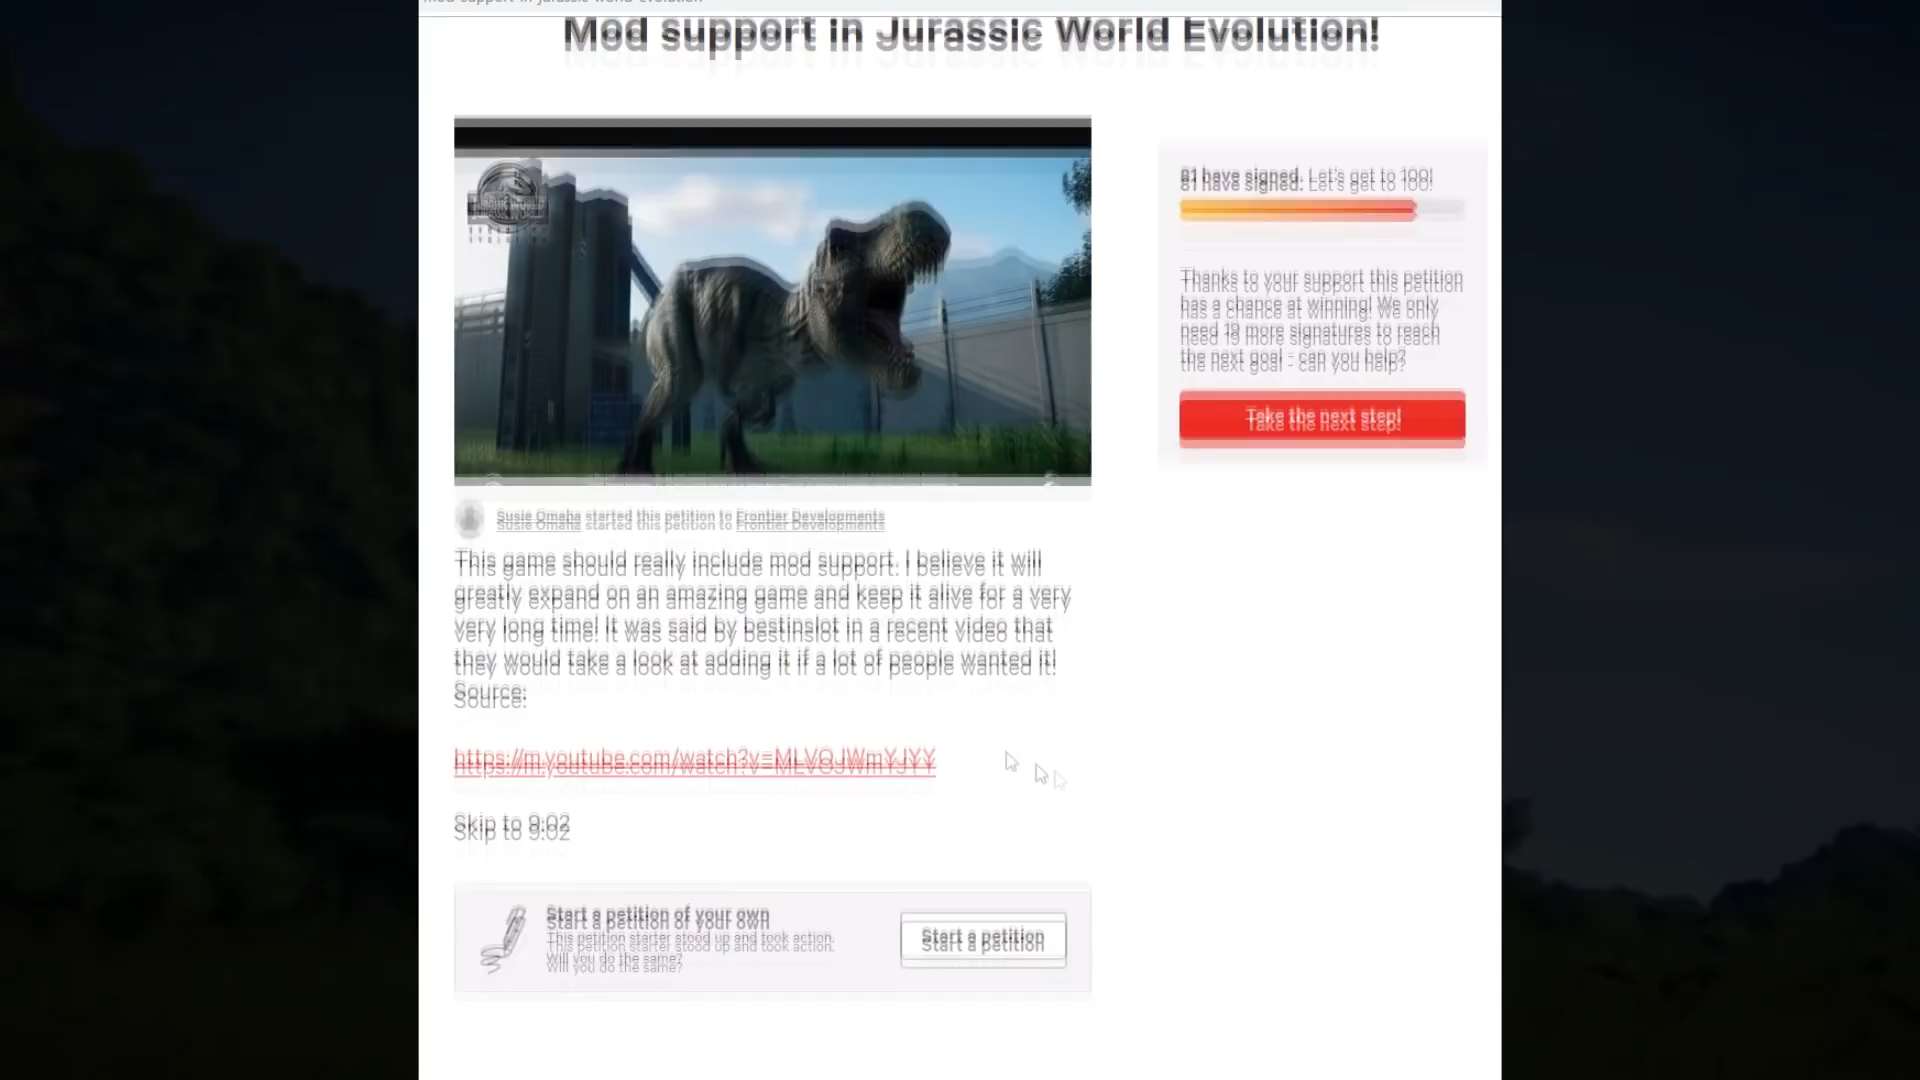 mod support in jurassic world evolution
Mod support in Jurassic World Evolution!
81 have signed. Let's get to 100!
Thanks to your support this petition
has a chance at winning! We only
need 19 more signatures to reach
the next goal - can you help?
Take the next step!
Susie Omaha started this petition to Frontier Developments
This game should really include mod support. I believe it will
greatly expand on an amazing game and keep it alive for a very
very long time! It was said by bestinslot in a recent video that
they would take a look at adding it if a lot of people wanted it!
Source:
https://m.youtube.com/watch?v=MLVOJWmYJYY
Skip to 9:02
Start a petition of your own
This petition starter stood up and took action.
Will you do the same?
Start a petition